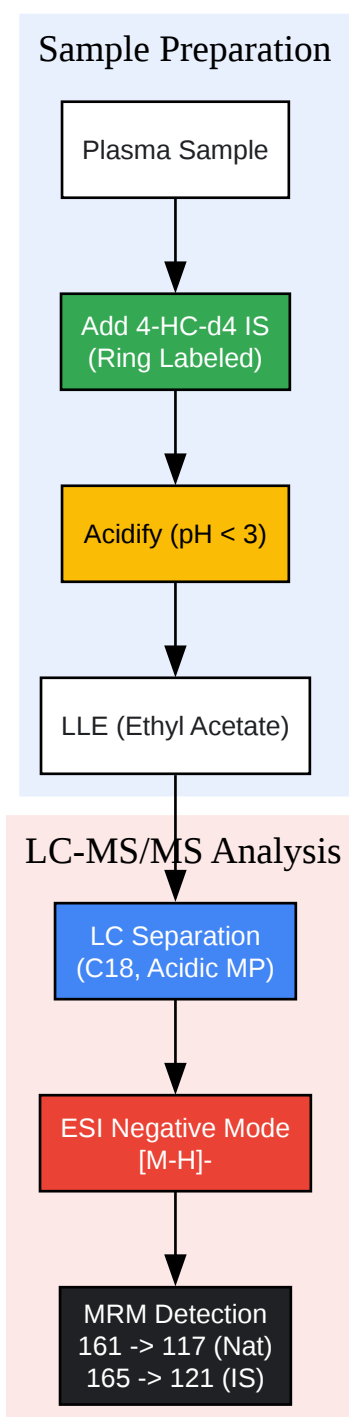 Sample Preparation
Plasma Sample
Add 4-HC-d4 IS
(Ring Labeled)
Acidify (pH < 3)
LLE (Ethyl Acetate)
LC-MS/MS Analysis
LC Separation
(C18, Acidic MP)
ESI Negative Mode
[M-H]-
MRM Detection
161 -> 117 (Nat)
165 -> 121 (IS)